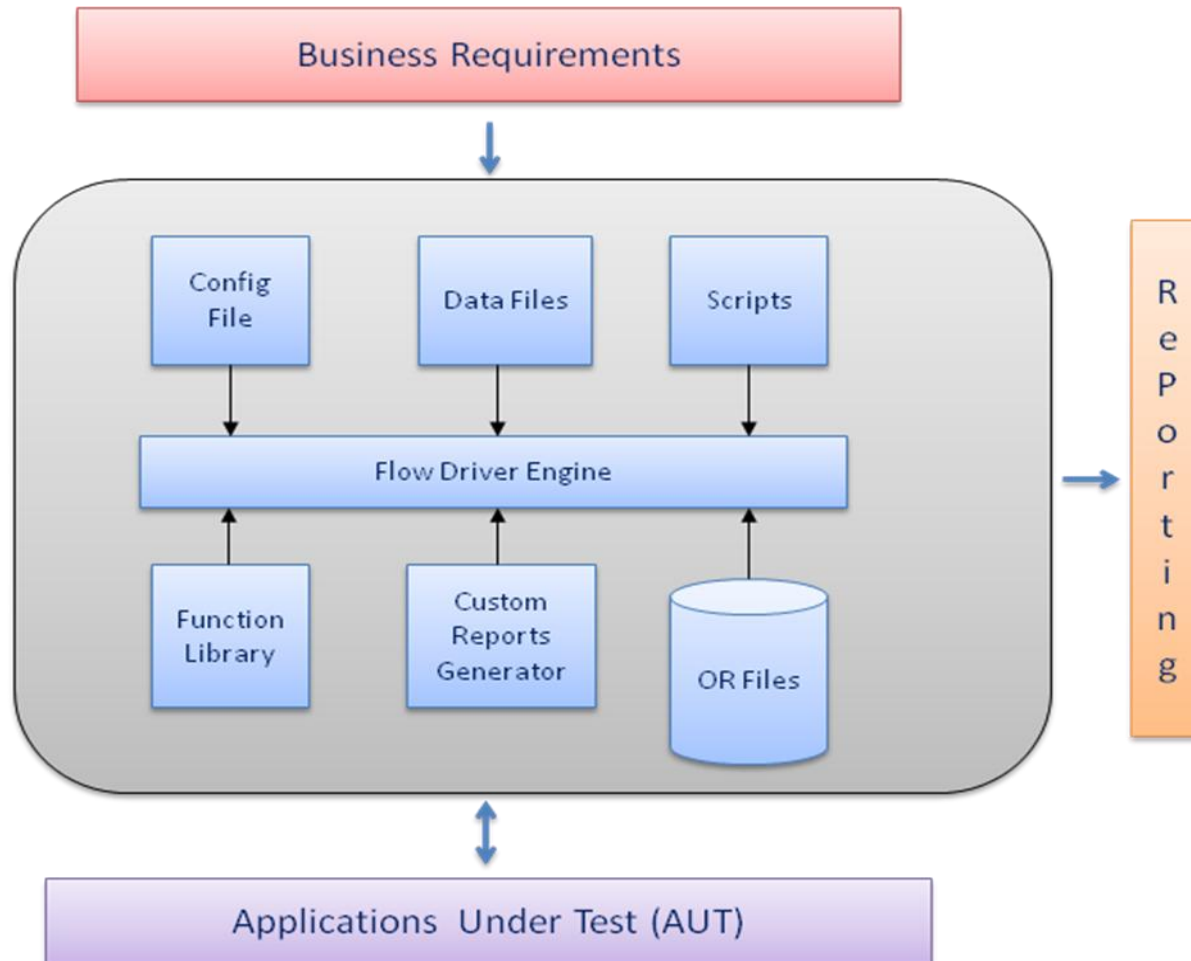 Business Requirements
Config
File
Data Files
Scripts
Flow Driver Engine
Function
Library
Custom
Reports
Generator
OR Files
R
e
P
o
r
t
i
n
g
Applications Under Test (AUT)